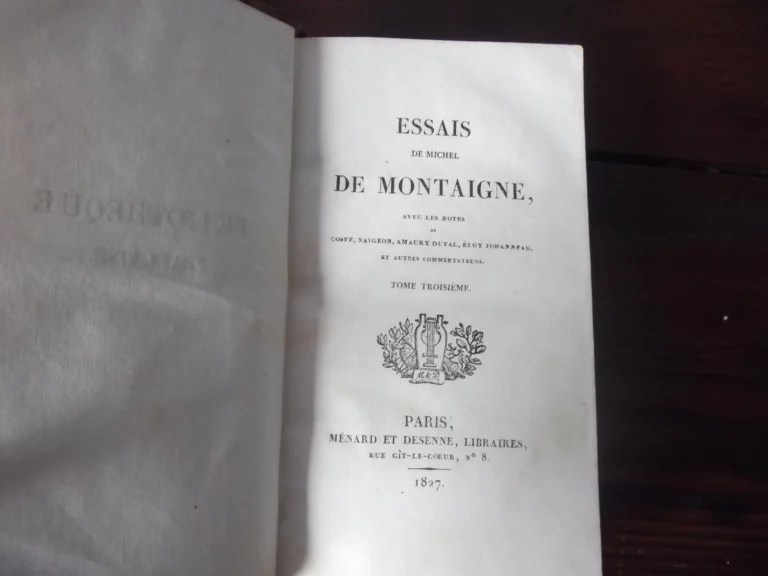 ESSAIS
DE MICHEL
DE MONTAIGNE,
AVEC LES NOTES
DE
COSTE, NAIGEON, AMAURY DUVAL, ÉLOY JOHANNEAU,
ET AUTRES COMMENTATEURS.
TOME TROISIÈME.
M & D
PARIS,
MÉNARD ET DESENNE, LIBRAIRES,
RUE GÎT-LE-COEUR, Nº 8.
1827.